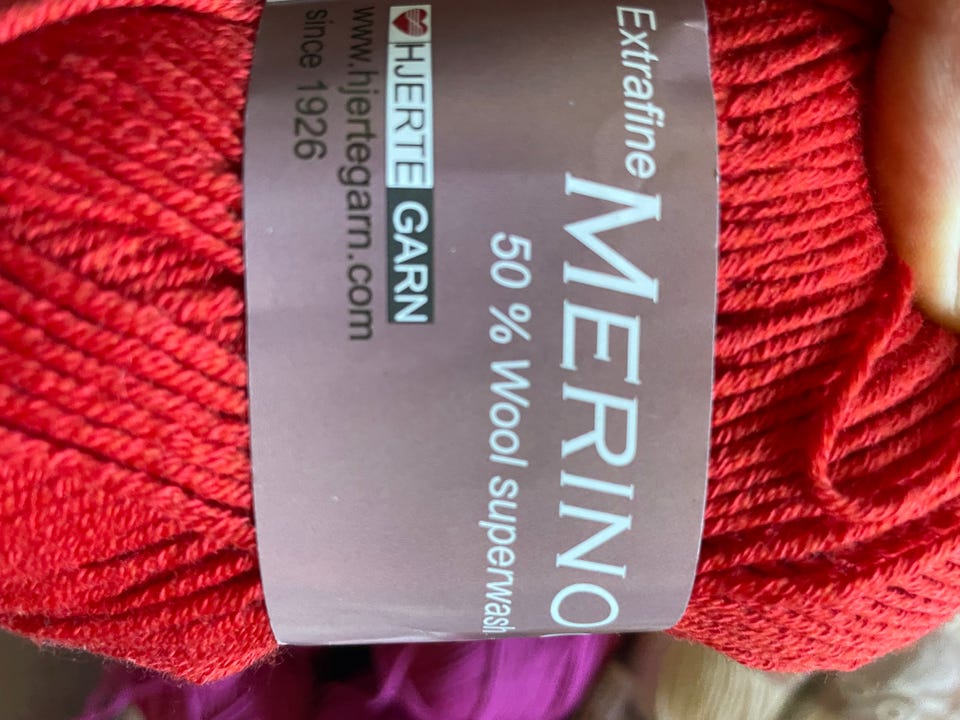 Extrafine MERINO
50 % Wool superwash
HJERTE GARN
www.hjertegarn.com
since 1926